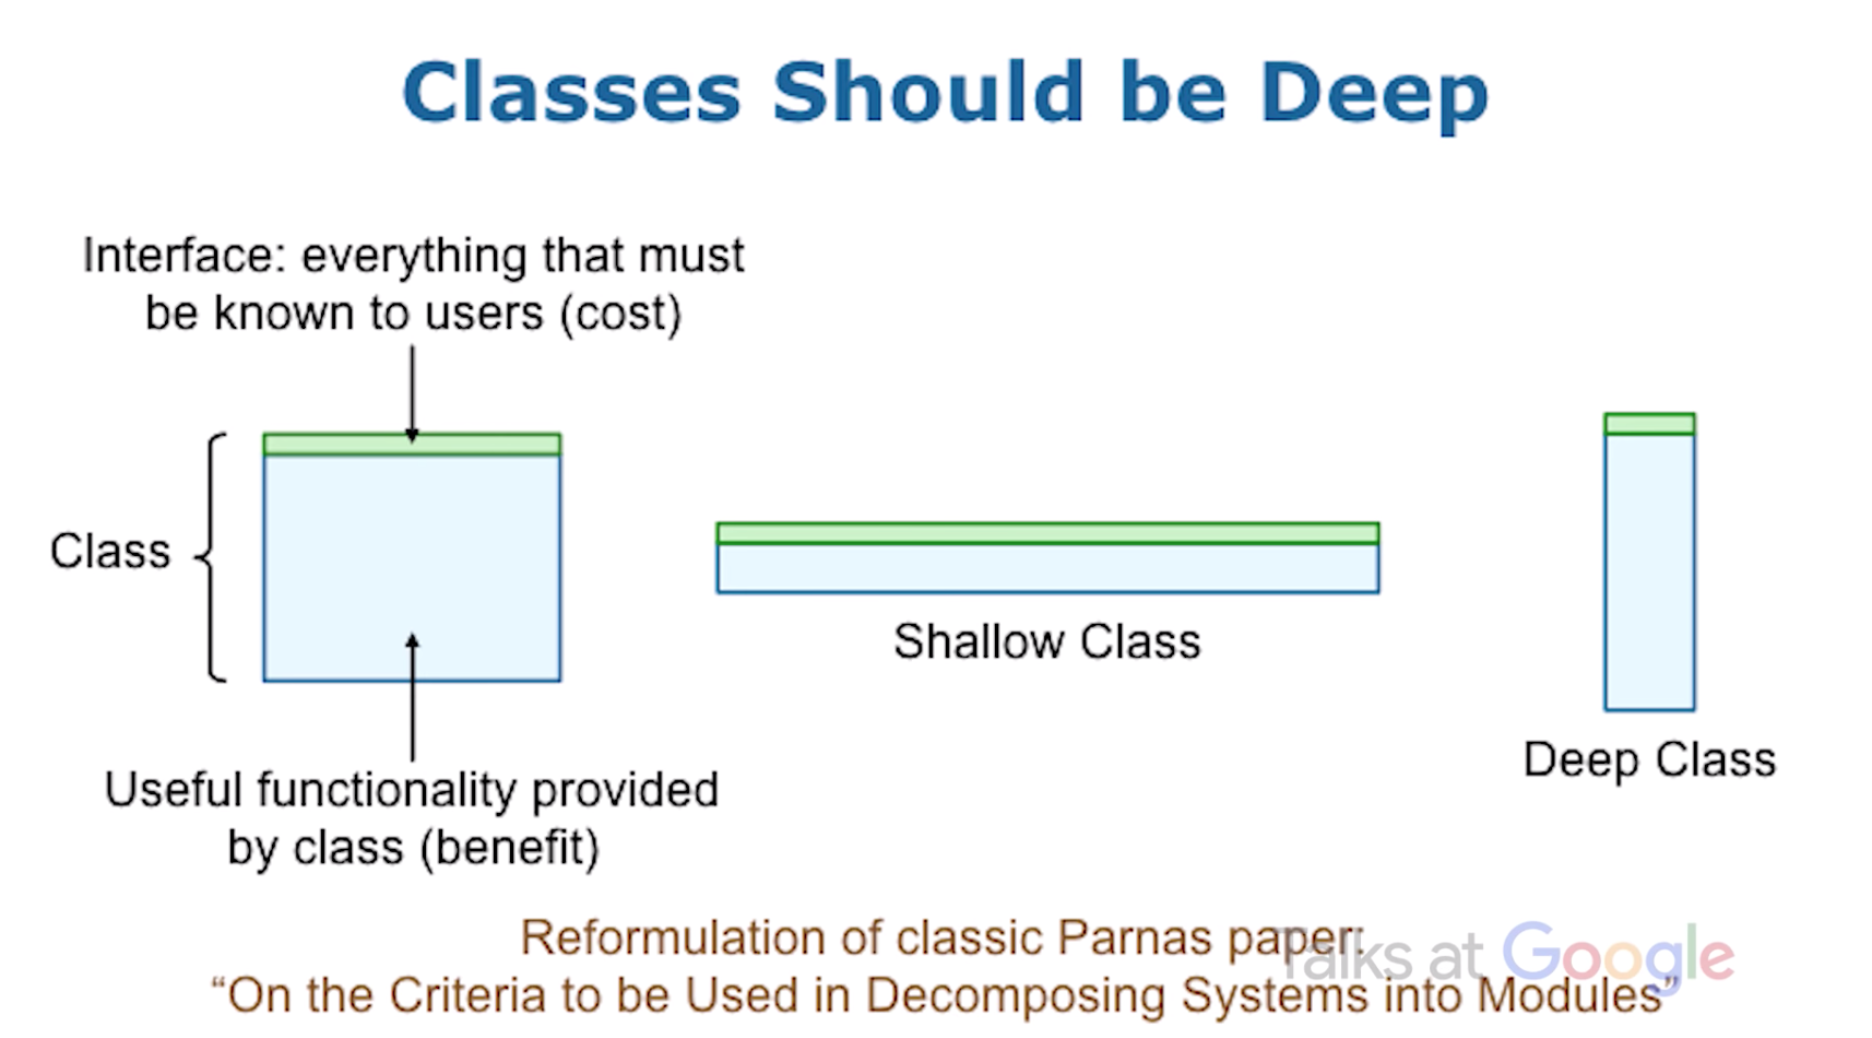 Classes Should be Deep
Interface: everything that must
be known to users (cost)
Class
Useful functionality provided
by class (benefit)
Shallow Class
Deep Class
Reformulation of classic Parnas paper:
“On the Criteria to be Used in Decomposing Systems into Modules”
Talks at Google